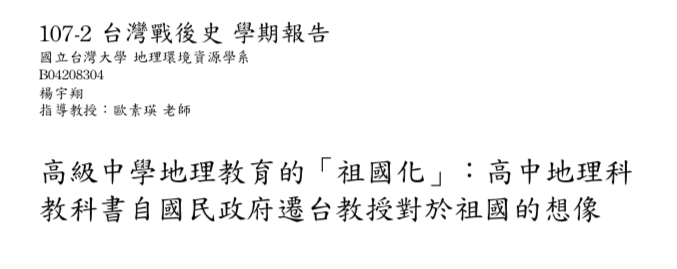 107-2 台灣戰後史 學期報告
國立台灣大學 地理環境資源學系
B04208304
楊宇翔
指導教授：歐素瑛 老師
高級中學地理教育的「祖國化」：高中地理科
教科書自國民政府遷台教授對於祖國的想像